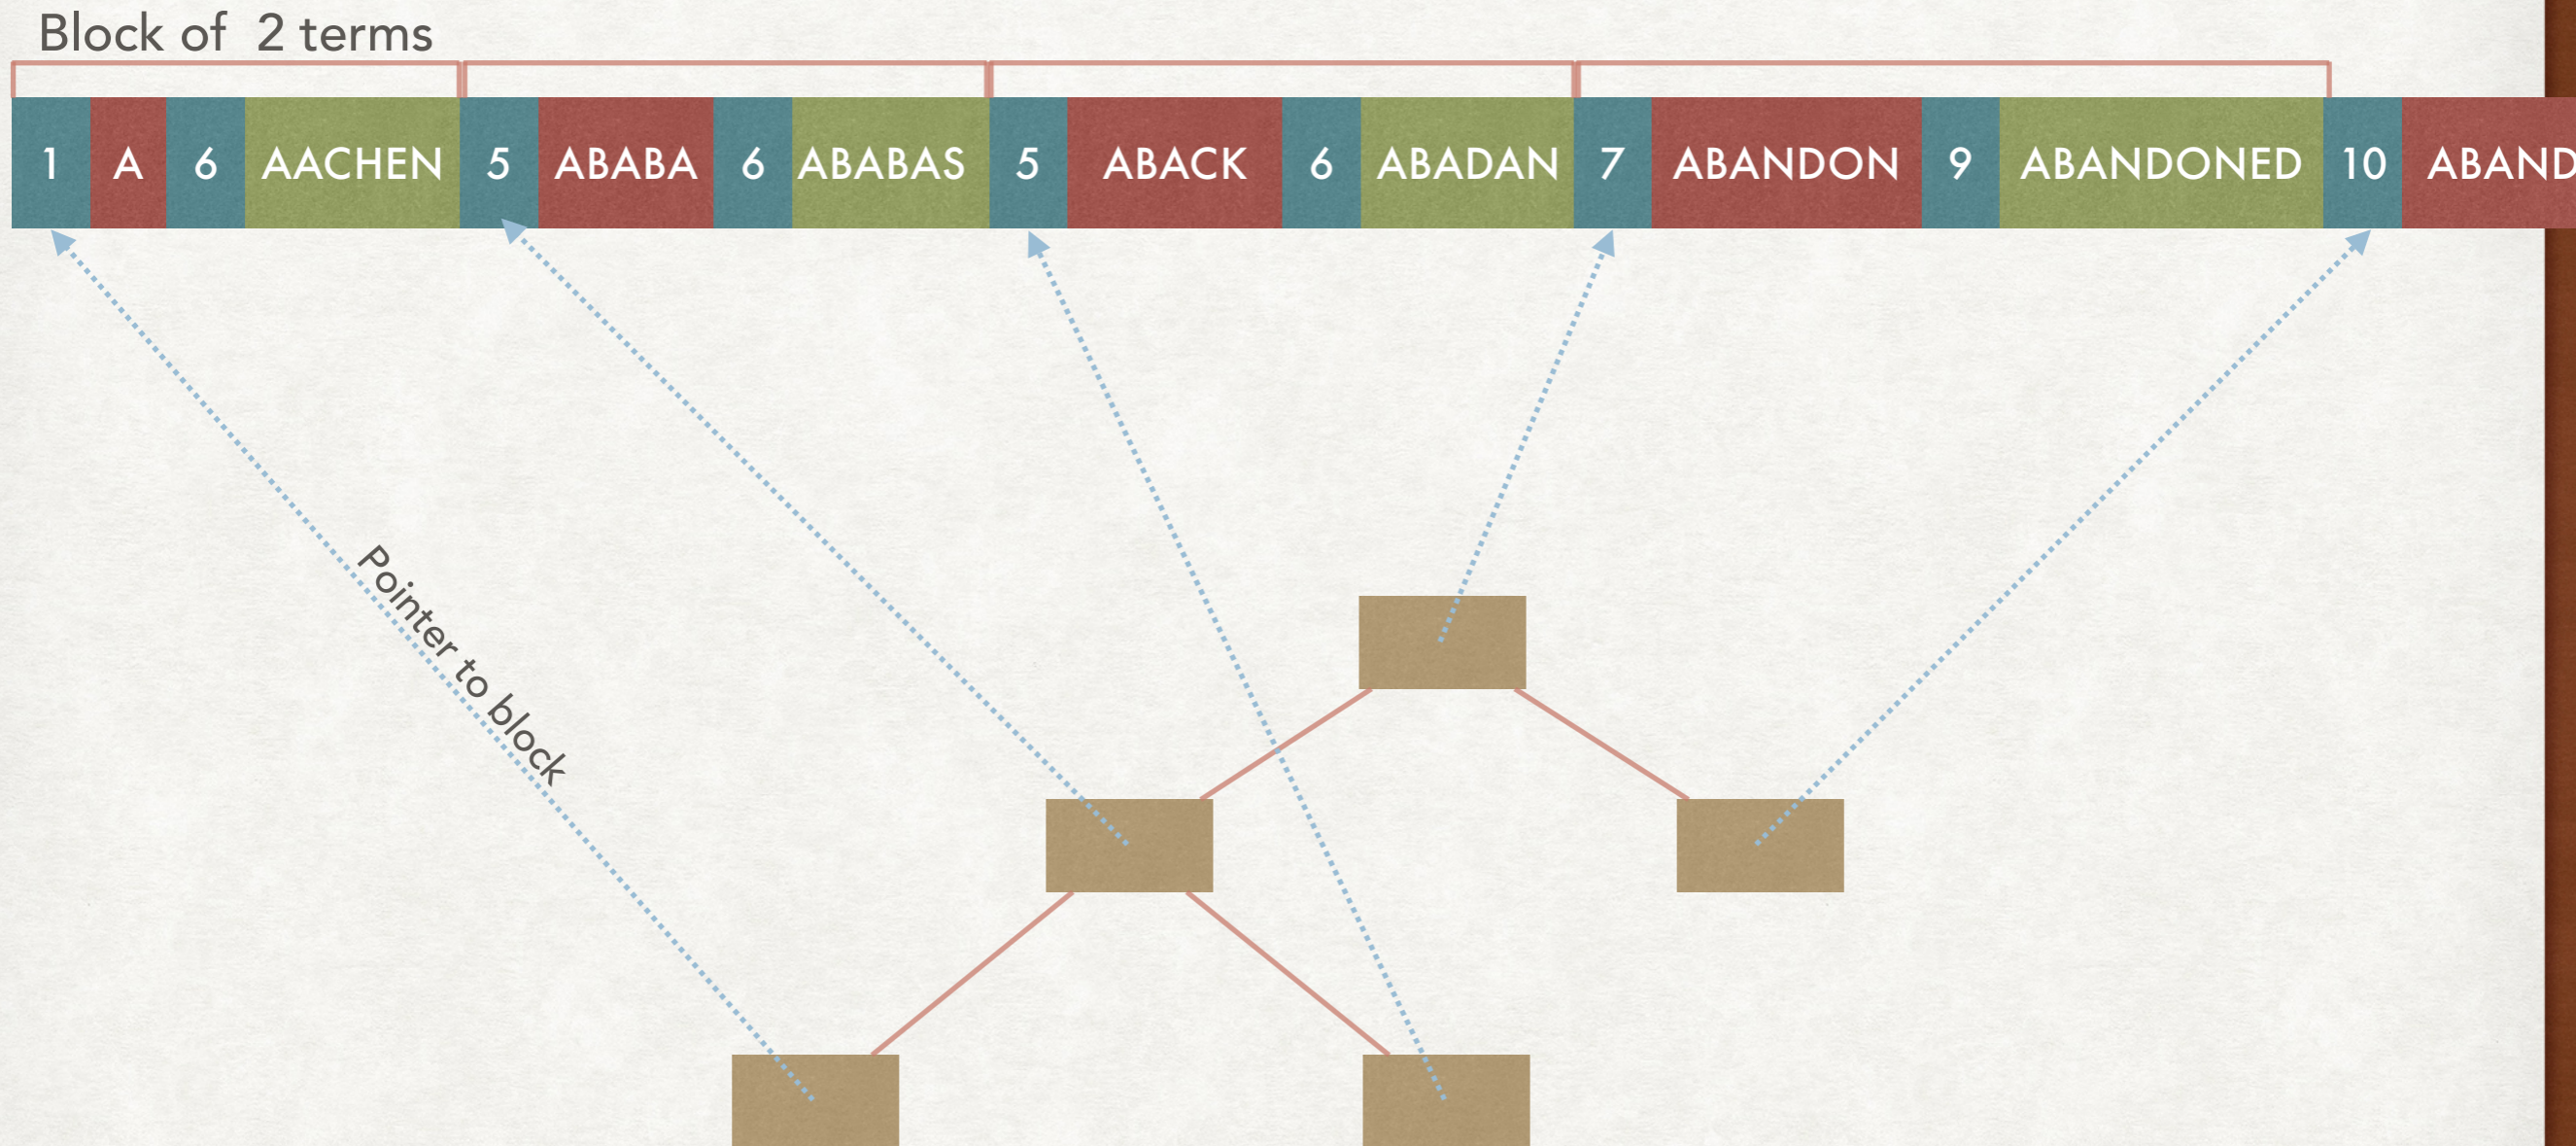 Block of 2 terms
1 A 6 AACHEN 5 ABABA 6 ABABAS 5 ABACK 6 ABADAN 7 ABANDON 9 ABANDONED 10 ABAND
Pointer to block